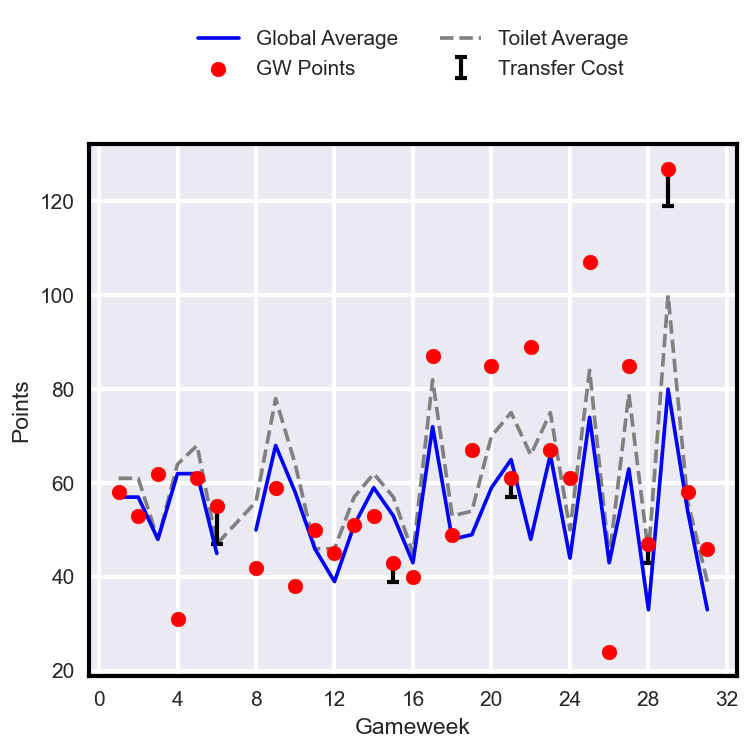 Global Average
Toilet Average
GW Points
Transfer Cost
120
100
80
60
40
20
Points
0 4 8 12 16 20 24 28 32
Gameweek